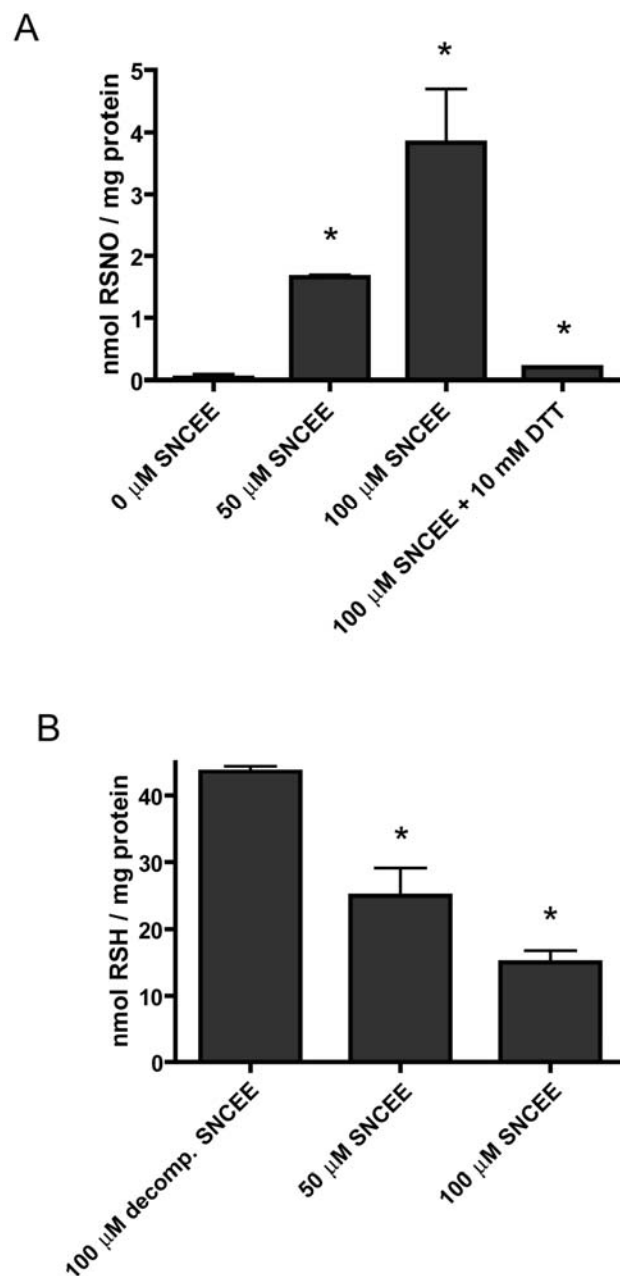 A
nmol RSNO / mg protein
5
4
3
2
1
0
*
*
*
0 μM SNCEE
50 μM SNCEE
100 μM SNCEE
100 μM SNCEE + 10 mM DTT
B
nmol RSH / mg protein
40
30
20
10
0
*
*
100 μM decomp. SNCEE
50 μM SNCEE
100 μM SNCEE